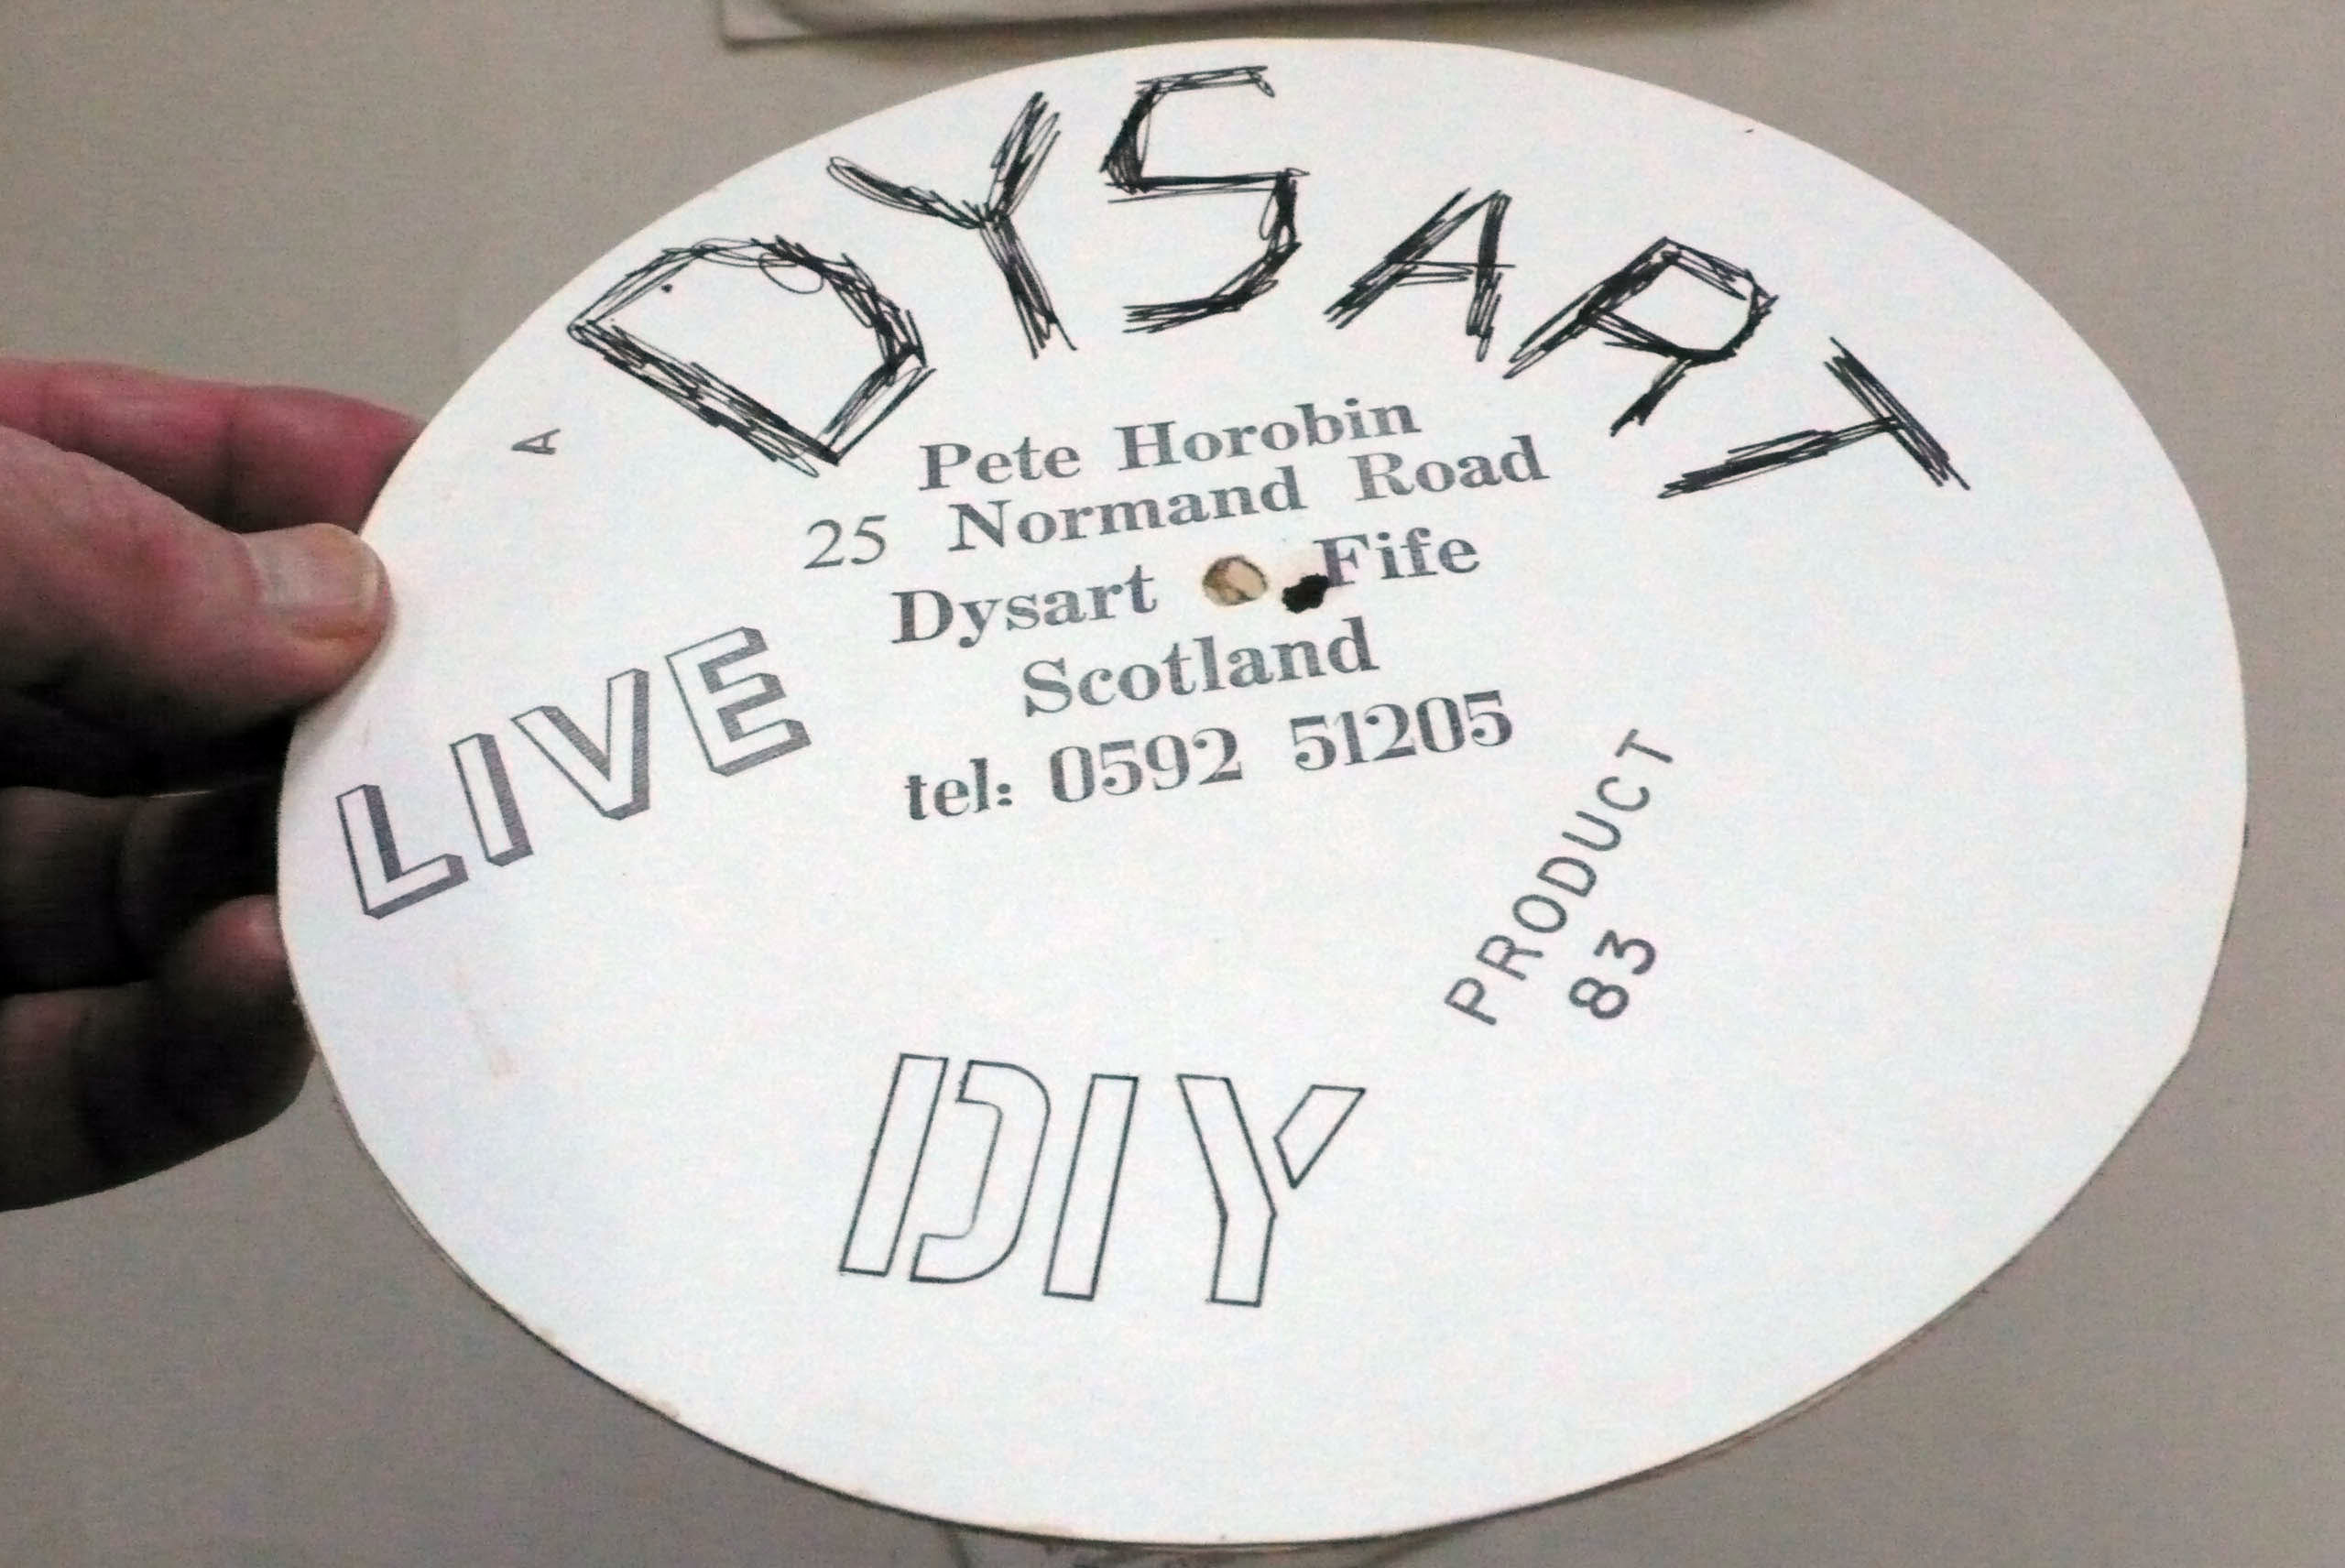 A
DYSART
Pete Horobin
25 Normand Road
Dysart Fife
Scotland
tel: 0592 51205
LIVE
PRODUCT
83
DIY